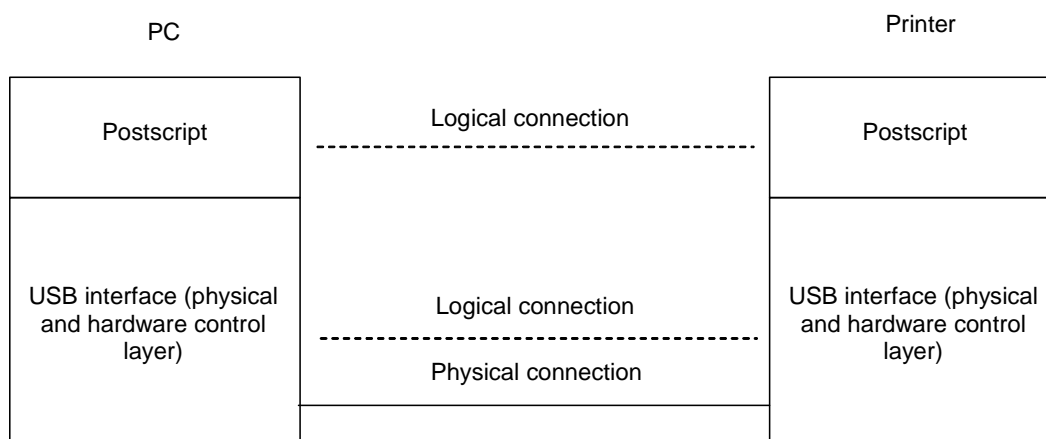 PC
Printer
Postscript
Logical connection
Postscript
USB interface (physical
and hardware control
layer)
Logical connection
Physical connection
USB interface (physical
and hardware control
layer)